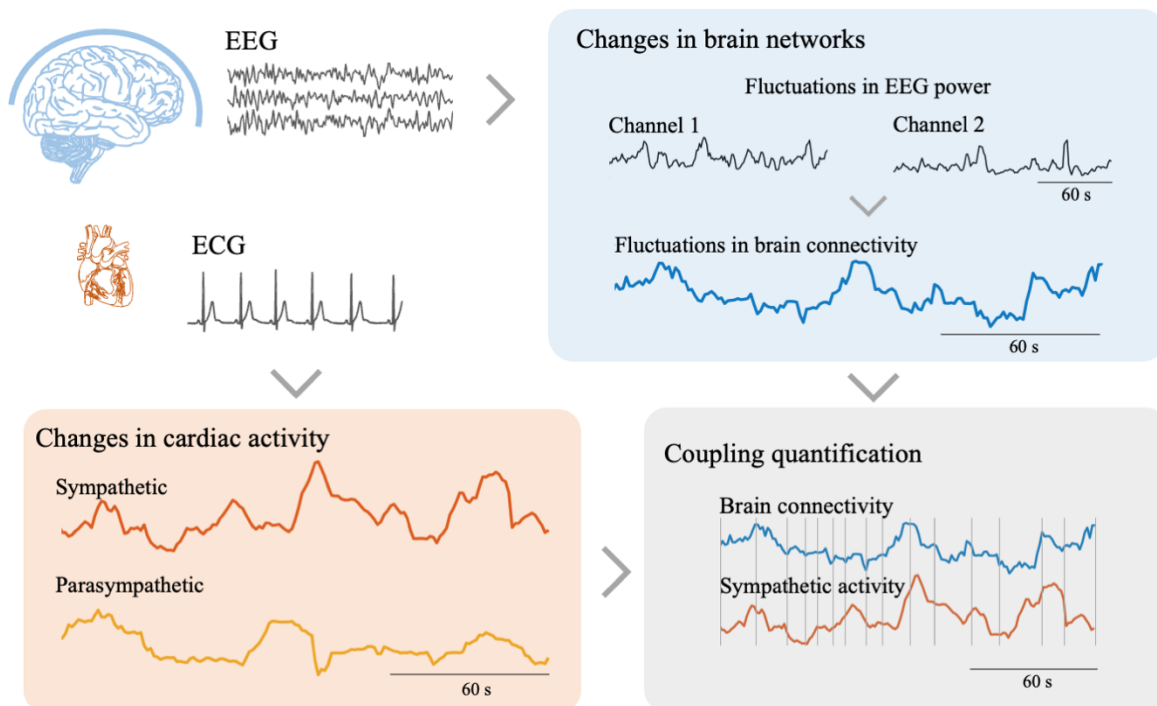 EEG
ECG
Changes in brain networks
Fluctuations in EEG power
Channel 1
Channel 2
60 s
Fluctuations in brain connectivity
60 s
Changes in cardiac activity
Sympathetic
Parasympathetic
60 s
Coupling quantification
Brain connectivity
Sympathetic activity
60 s